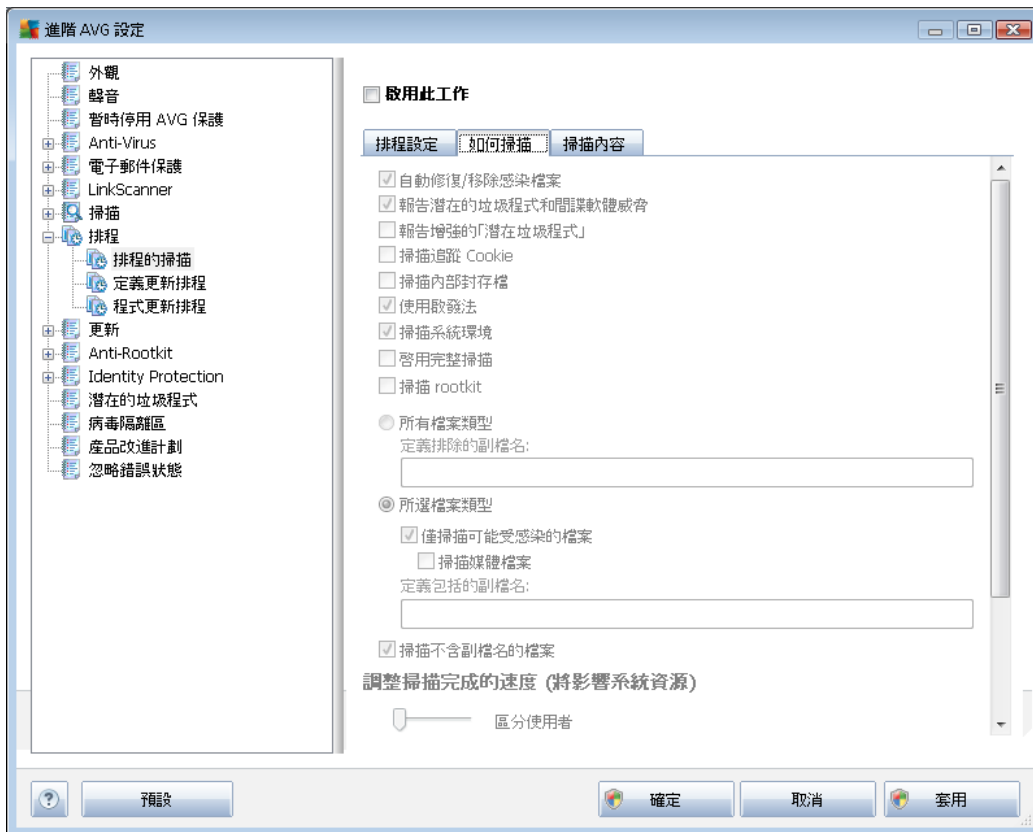 進階 AVG 設定
外觀
聲音
暫時停用 AVG 保護
Anti-Virus
電子郵件保護
LinkScanner
掃描
排程
排程的掃描
定義更新排程
程式更新排程
更新
Anti-Rootkit
Identity Protection
潛在的垃圾程式
病毒隔離區
產品改進計劃
忽略錯誤狀態
啟用此工作
排程設定
如何掃描
掃描內容
自動修復/移除感染檔案
報告潛在的垃圾程式和間諜軟體威脅
報告增強的「潛在垃圾程式」
掃描追蹤 Cookie
掃描內部封存檔
使用啟發法
掃描系統環境
啓用完整掃描
掃描 rootkit
所有檔案類型
定義排除的副檔名:
所選檔案類型
僅掃描可能受感染的檔案
掃描媒體檔案
定義包括的副檔名:
掃描不含副檔名的檔案
調整掃描完成的速度 (將影響系統資源)
區分使用者
?
預設
確定
取消
套用